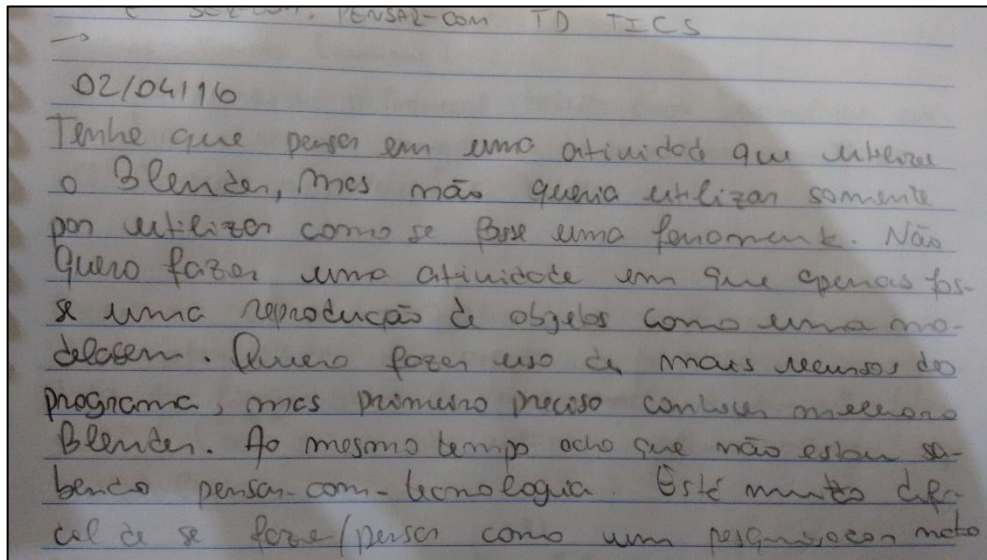 e SER-COM, PENSAR-COM TD TICS
→
02/04/16
Tenho que pensar em uma atividade que utilize
o Blender, mas não queria utilizar somente
por utilizar como se fosse uma ferramenta. Não
Quero fazer uma atividade em que apenas fos-
se uma reprodução de objetos como uma mo-
delagem. Quero fazer uso de mais recursos do
programa, mas primeiro preciso conhecer melhor o
Blender. Ao mesmo tempo acho que não estou sa-
bendo pensar-com-tecnologia. Está muito difí-
cil de se fazer/pensar como um pesquisador